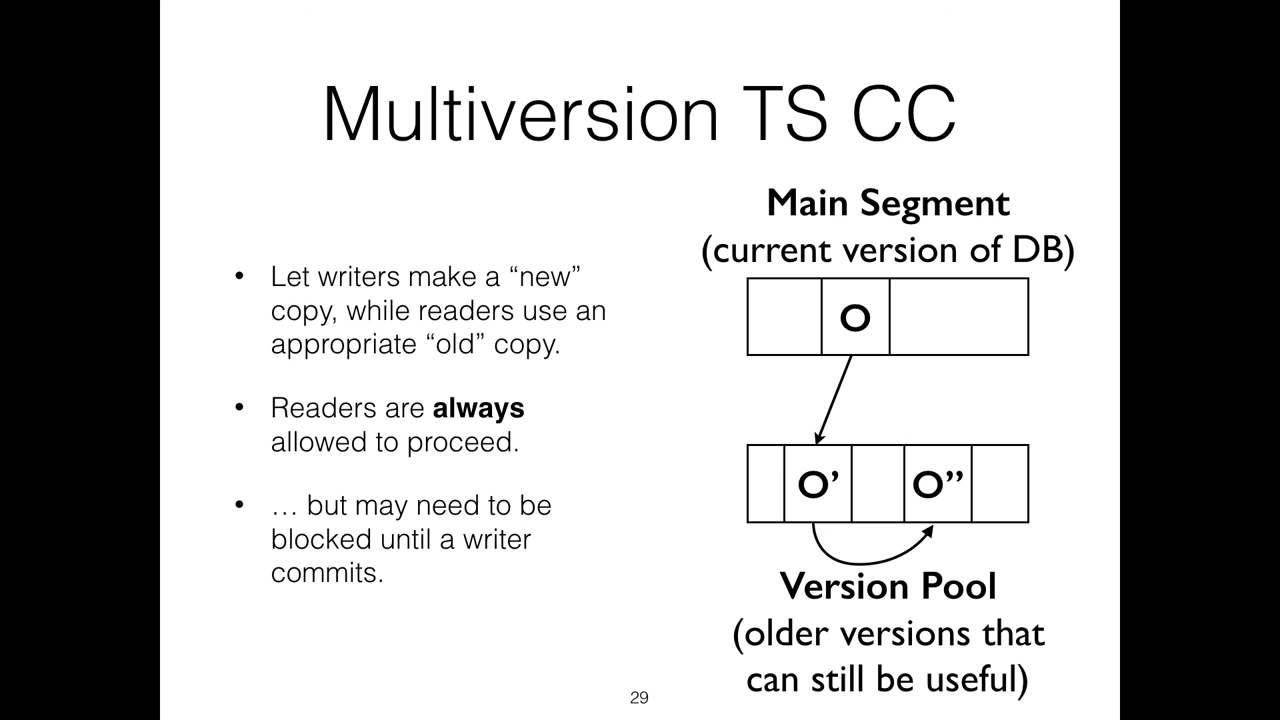 Multiversion TS CC
• Let writers make a “new”
copy, while readers use an
appropriate “old” copy.
• Readers are always
allowed to proceed.
• … but may need to be
blocked until a writer
commits.
Main Segment
(current version of DB)
O
O’ O’’
Version Pool
(older versions that
can still be useful)
29